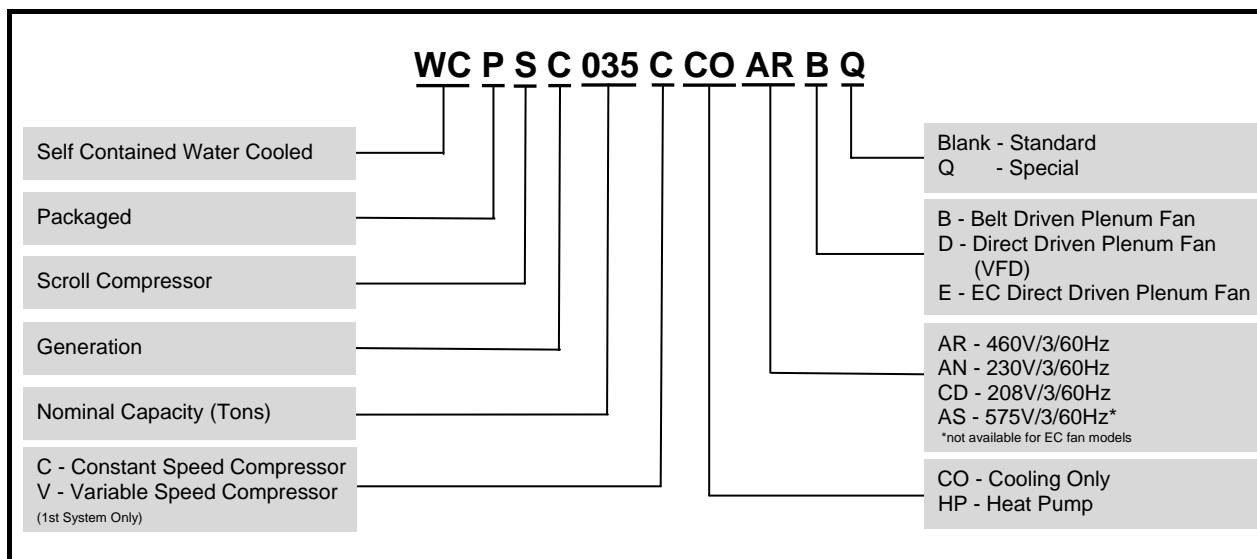 WC P S C 035 C CO AR B Q
Self Contained Water Cooled
Packaged
Scroll Compressor
Generation
Nominal Capacity (Tons)
C - Constant Speed Compressor
V - Variable Speed Compressor
(1st System Only)
Blank - Standard
Q - Special
B - Belt Driven Plenum Fan
D - Direct Driven Plenum Fan
(VFD)
E - EC Direct Driven Plenum Fan
AR - 460V/3/60Hz
AN - 230V/3/60Hz
CD - 208V/3/60Hz
AS - 575V/3/60Hz*
*not available for EC fan models
CO - Cooling Only
HP - Heat Pump